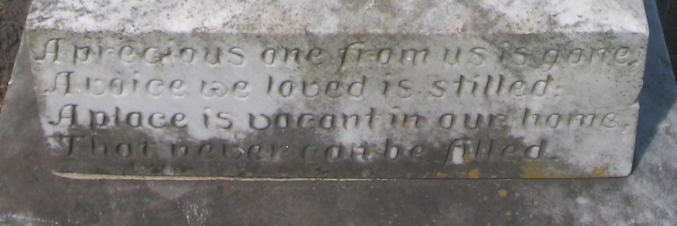 A precious one from us is gone,
A voice we loved is stilled;
A place is vacant in our home,
That never can be filled.